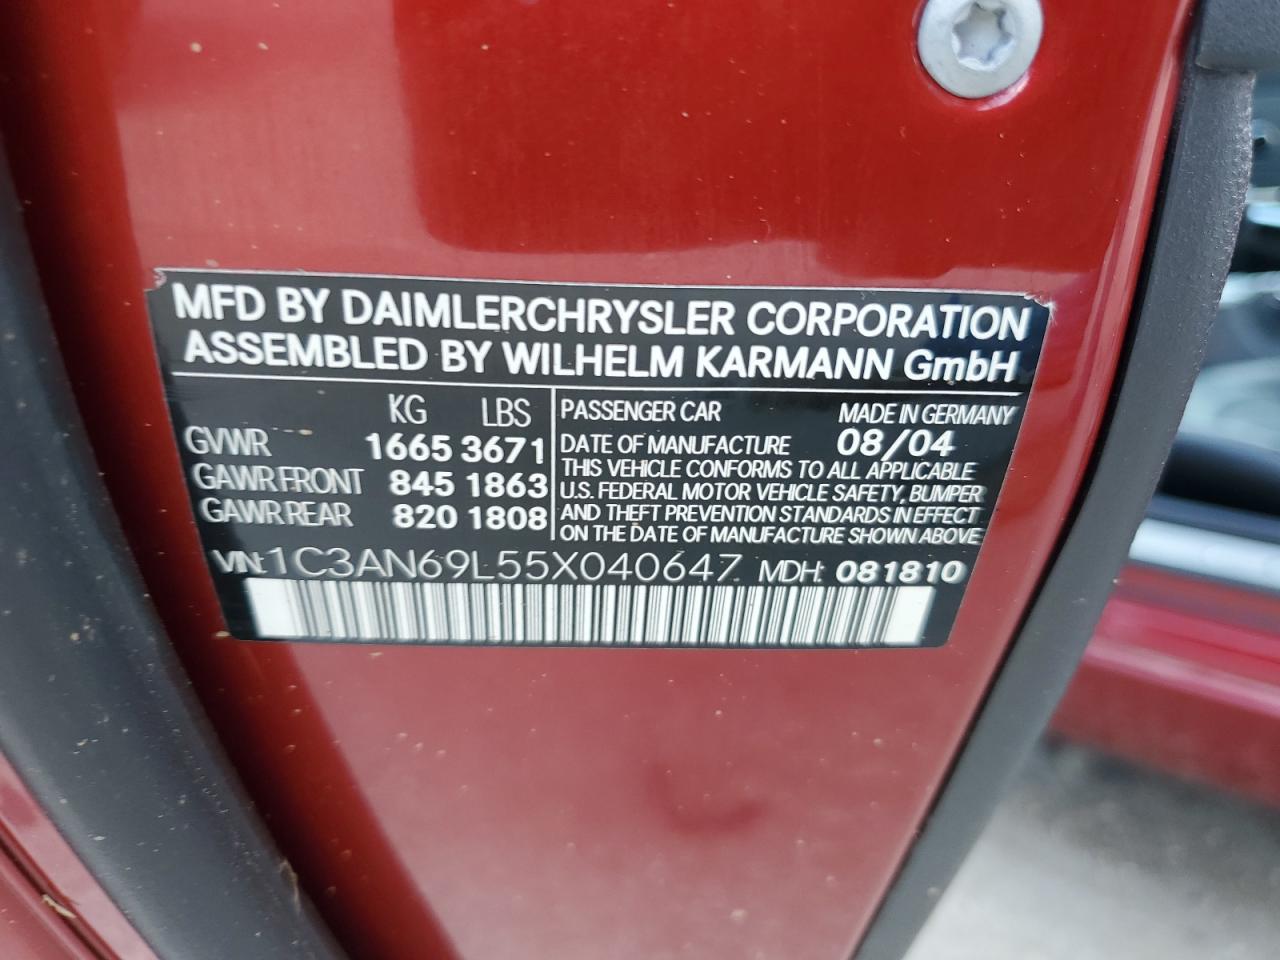 MFD BY DAIMLERCHRYSLER CORPORATION
ASSEMBLED BY WILHELM KARMANN GmbH
KG LBS
GVWR 1665 3671
GAWR FRONT 845 1863
GAWR REAR 820 1808
PASSENGER CAR MADE IN GERMANY
DATE OF MANUFACTURE 08/04
THIS VEHICLE CONFORMS TO ALL APPLICABLE
U.S. FEDERAL MOTOR VEHICLE SAFETY, BUMPER
AND THEFT PREVENTION STANDARDS IN EFFECT
ON THE DATE OF MANUFACTURE SHOWN ABOVE
VIN: 1C3AN69L55X040647 MDH: 081810